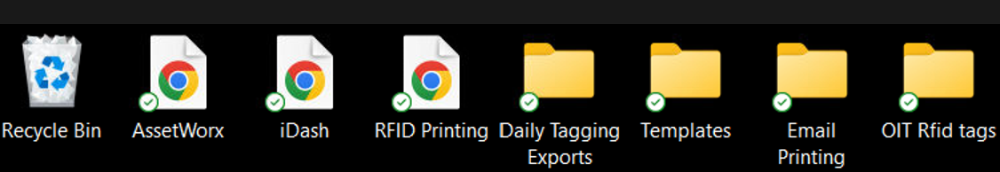 Recycle Bin
AssetWorx
iDash
RFID Printing
Daily Tagging
Exports
Templates
Email
Printing
OIT Rfid tags